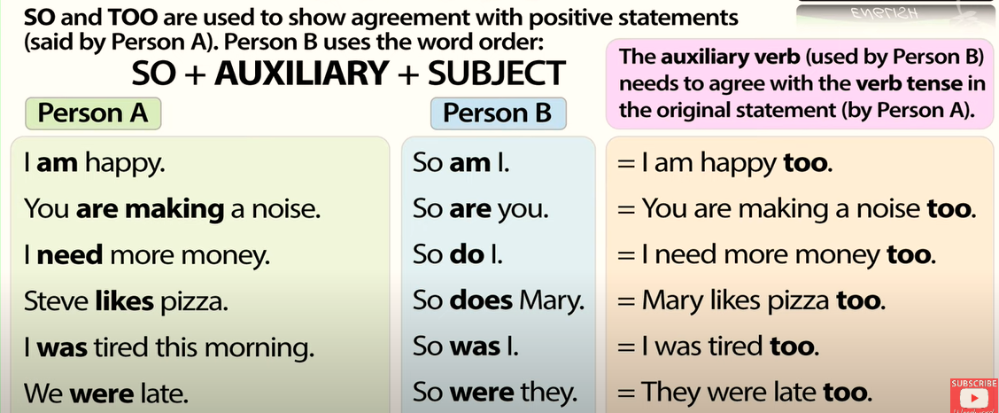 SO and TOO are used to show agreement with positive statements
(said by Person A). Person B uses the word order:
SO + AUXILIARY + SUBJECT
ENGLISH
The auxiliary verb (used by Person B)
needs to agree with the verb tense in
the original statement (by Person A).
Person A
Person B
I am happy.
So am I.
= I am happy too.
You are making a noise.
So are you.
= You are making a noise too.
I need more money.
So do I.
= I need more money too.
Steve likes pizza.
So does Mary.
= Mary likes pizza too.
I was tired this morning.
So was I.
= I was tired too.
We were late.
So were they.
= They were late too.
SUBSCRIBE